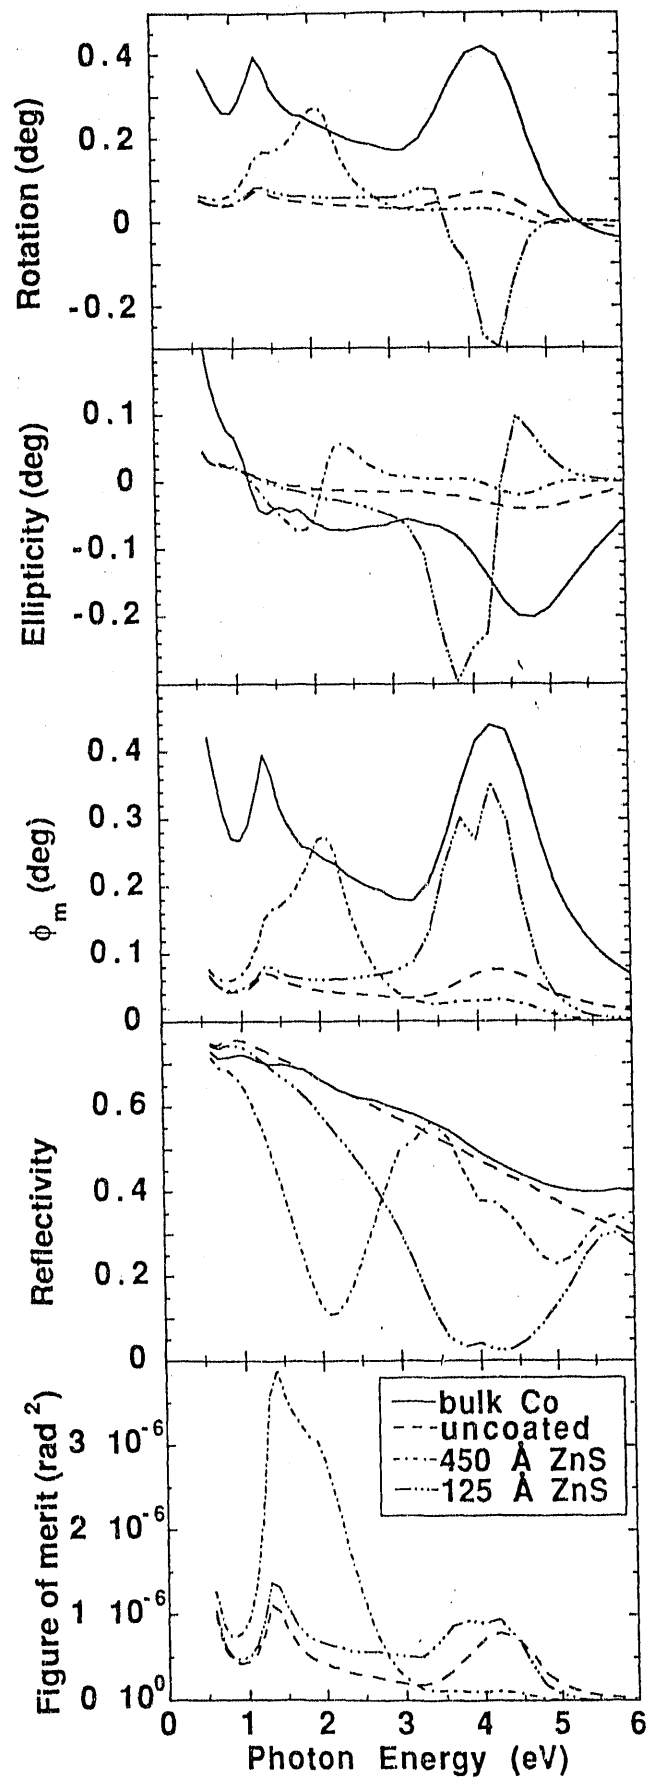 Rotation (deg)
0.4
0.2
0
-0.2
Ellipticity (deg)
0.1
0
-0.1
-0.2
ϕm (deg)
0.4
0.3
0.2
0.1
0
Reflectivity
0.6
0.4
0.2
0
Figure of merit (rad 2)
3 10-6
2 10-6
1 10-6
0 100
bulk Co
uncoated
450 Å ZnS
125 Å ZnS
0 1 2 3 4 5 6
Photon Energy (eV)